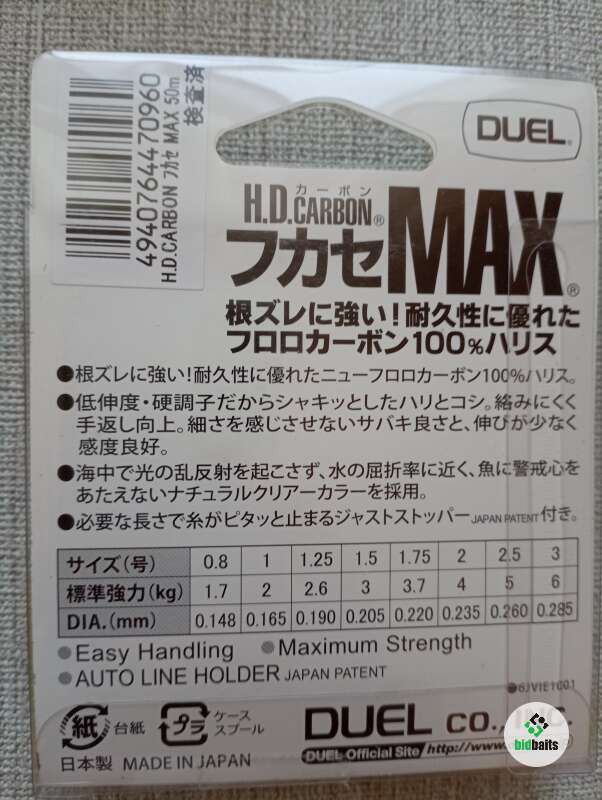 4940764470960
H.D.CARBON フカセ MAX 50m
検査済
DUEL®
カーボン
H.D.CARBON®
フカセMAX®
根ズレに強い!耐久性に優れた
フロロカーボン100%ハリス
●根ズレに強い!耐久性に優れたニューフロロカーボン100%ハリス。
●低伸度・硬調子だからシャキッとしたハリとコシ。絡みにくく
手返し向上。細さを感じさせないサバキ良さと、伸びが少なく
感度良好。
●海中で光の乱反射を起こさず、水の屈折率に近く、魚に警戒心を
あたえないナチュラルクリアーカラーを採用。
●必要な長さで糸がピタッと止まるジャストストッパーJAPAN PATENT付き。
サイズ(号) 0.8 1 1.25 1.5 1.75 2 2.5 3
標準強力(kg) 1.7 2 2.6 3 3.7 4 5 6
DIA.(mm) 0.148 0.165 0.190 0.205 0.220 0.235 0.260 0.285
●Easy Handling ●Maximum Strength
●AUTO LINE HOLDER JAPAN PATENT
●6JVIE1001
紙 台紙 プラ ケース
スプール
DUEL CO., INC.
日本製 MADE IN JAPAN
DUEL Official Site http://www.
bidbaits